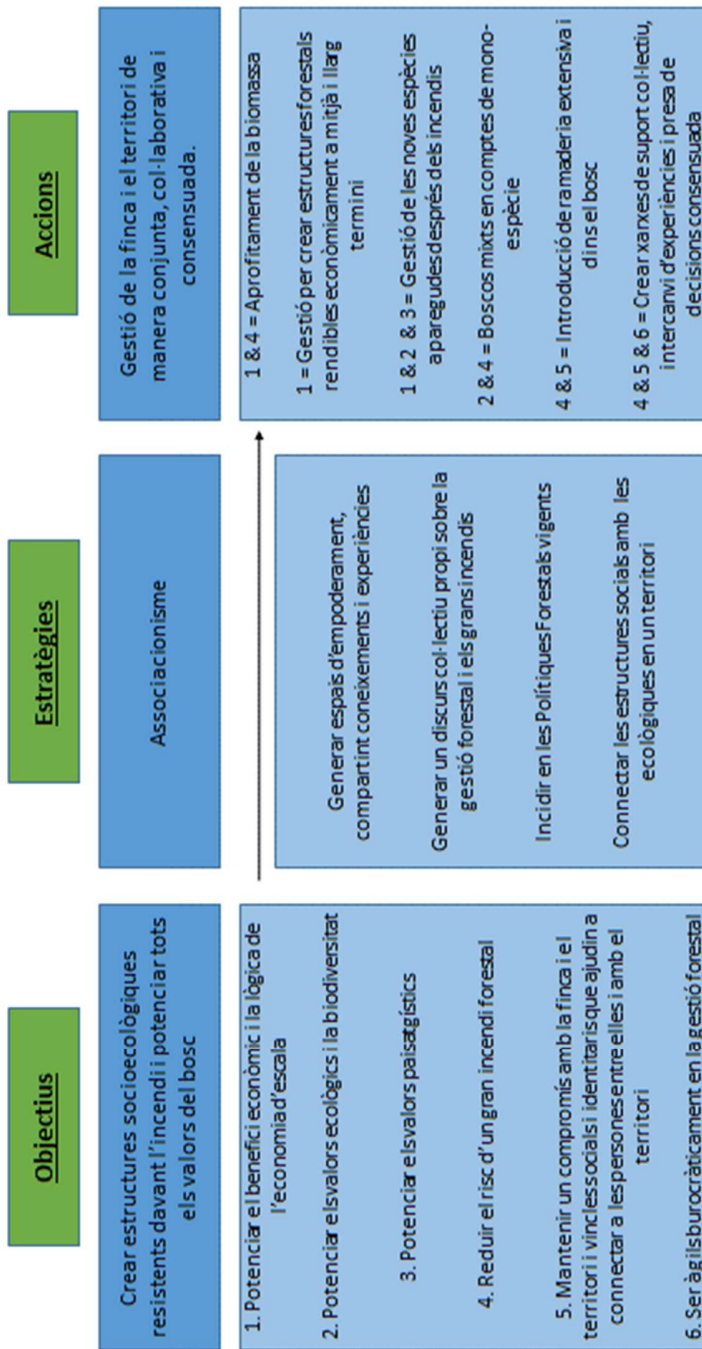 Objectius
Crear estructures socioecològiques
resistents davant l'incendi i potenciar tots
els valors del bosc
1. Potenciar el benefici econòmic i la lògica de
l'economia d'escala
2. Potenciar els valors ecològics i la biodiversitat
3. Potenciar els valors paisatgístics
4. Reduir el risc d'un gran incendi forestal
5. Mantenir un compromís amb la finca i el
territori i vincles socials i identitaris que ajudin a
connectar a les persones entre elles i amb el
territori
6. Ser àgils burocràticament en la gestió forestal
Estratègies
Associacionisme
Generar espais d'empoderament,
compartint coneixements i experiències
Generar un discurs col·lectiu propi sobre la
gestió forestal i els grans incendis
Incidir en les Polítiques Forestals vigents
Connectar les estructures socials amb les
ecològiques en un territori
Accions
Gestió de la finca i el territori de
manera conjunta, col·laborativa i
consensuada.
1 & 4 = Aprofitament de la biomassa
1 = Gestió per crear estructures forestals
rendibles econòmicament a mitjà i llarg
termini
1 & 2 & 3 = Gestió de les noves espècies
aparegudes després dels incendis
2 & 4 = Boscos mixts en comptes de mono-
espècie
4 & 5 = Introducció de ramaderia extensiva i
dins el bosc
4 & 5 & 6 = Crear xarxes de suport col·lectiu,
intercanvi d'experiències i presa de
decisions consensuada